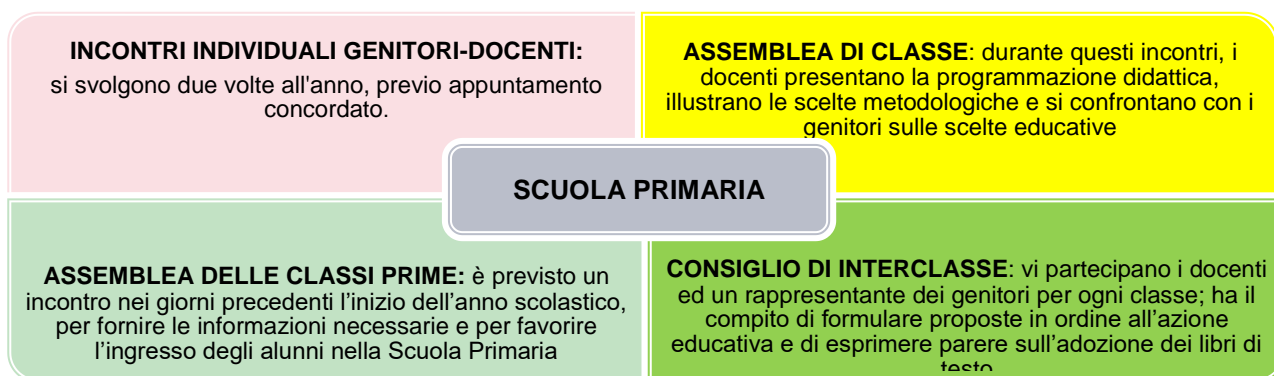 INCONTRI INDIVIDUALI GENITORI-DOCENTI:
si svolgono due volte all'anno, previo appuntamento
concordato.
ASSEMBLEA DI CLASSE: durante questi incontri, i
docenti presentano la programmazione didattica,
illustrano le scelte metodologiche e si confrontano con i
genitori sulle scelte educative
SCUOLA PRIMARIA
ASSEMBLEA DELLE CLASSI PRIME: è previsto un
incontro nei giorni precedenti l’inizio dell’anno scolastico,
per fornire le informazioni necessarie e per favorire
l’ingresso degli alunni nella Scuola Primaria
CONSIGLIO DI INTERCLASSE: vi partecipano i docenti
ed un rappresentante dei genitori per ogni classe; ha il
compito di formulare proposte in ordine all’azione
educativa e di esprimere parere sull’adozione dei libri di
testo